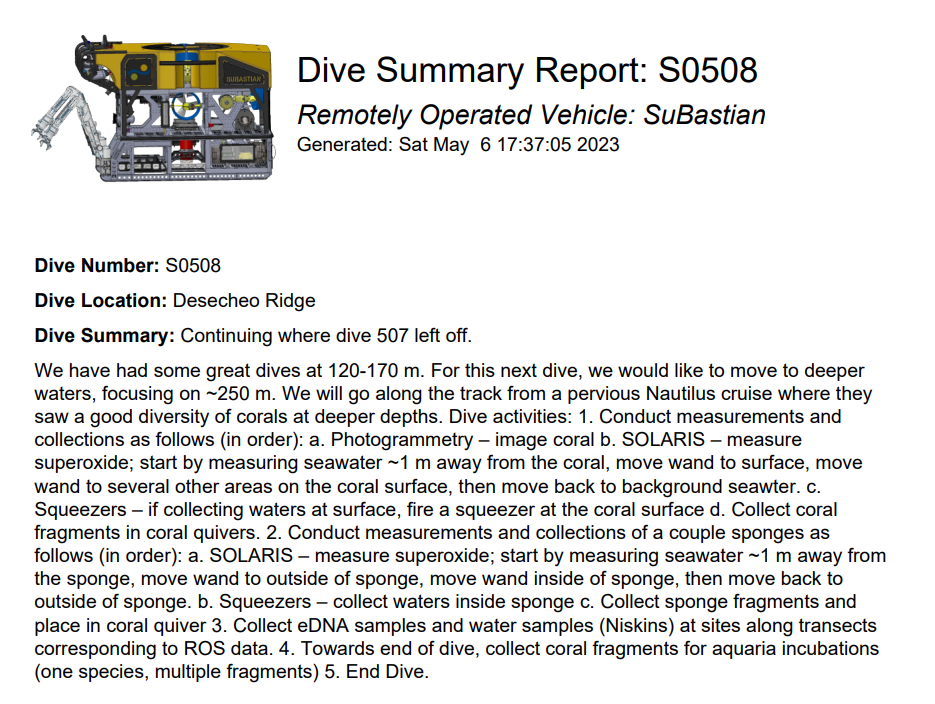 SUBASTIAN
Dive Summary Report: S0508
Remotely Operated Vehicle: SuBastian
Generated: Sat May  6 17:37:05 2023
Dive Number: S0508
Dive Location: Desecheo Ridge
Dive Summary: Continuing where dive 507 left off.
We have had some great dives at 120-170 m. For this next dive, we would like to move to deeper
waters, focusing on ~250 m. We will go along the track from a pervious Nautilus cruise where they
saw a good diversity of corals at deeper depths. Dive activities: 1. Conduct measurements and
collections as follows (in order): a. Photogrammetry – image coral b. SOLARIS – measure
superoxide; start by measuring seawater ~1 m away from the coral, move wand to surface, move
wand to several other areas on the coral surface, then move back to background seawter. c.
Squeezers – if collecting waters at surface, fire a squeezer at the coral surface d. Collect coral
fragments in coral quivers. 2. Conduct measurements and collections of a couple sponges as
follows (in order): a. SOLARIS – measure superoxide; start by measuring seawater ~1 m away from
the sponge, move wand to outside of sponge, move wand inside of sponge, then move back to
outside of sponge. b. Squeezers – collect waters inside sponge c. Collect sponge fragments and
place in coral quiver 3. Collect eDNA samples and water samples (Niskins) at sites along transects
corresponding to ROS data. 4. Towards end of dive, collect coral fragments for aquaria incubations
(one species, multiple fragments) 5. End Dive.